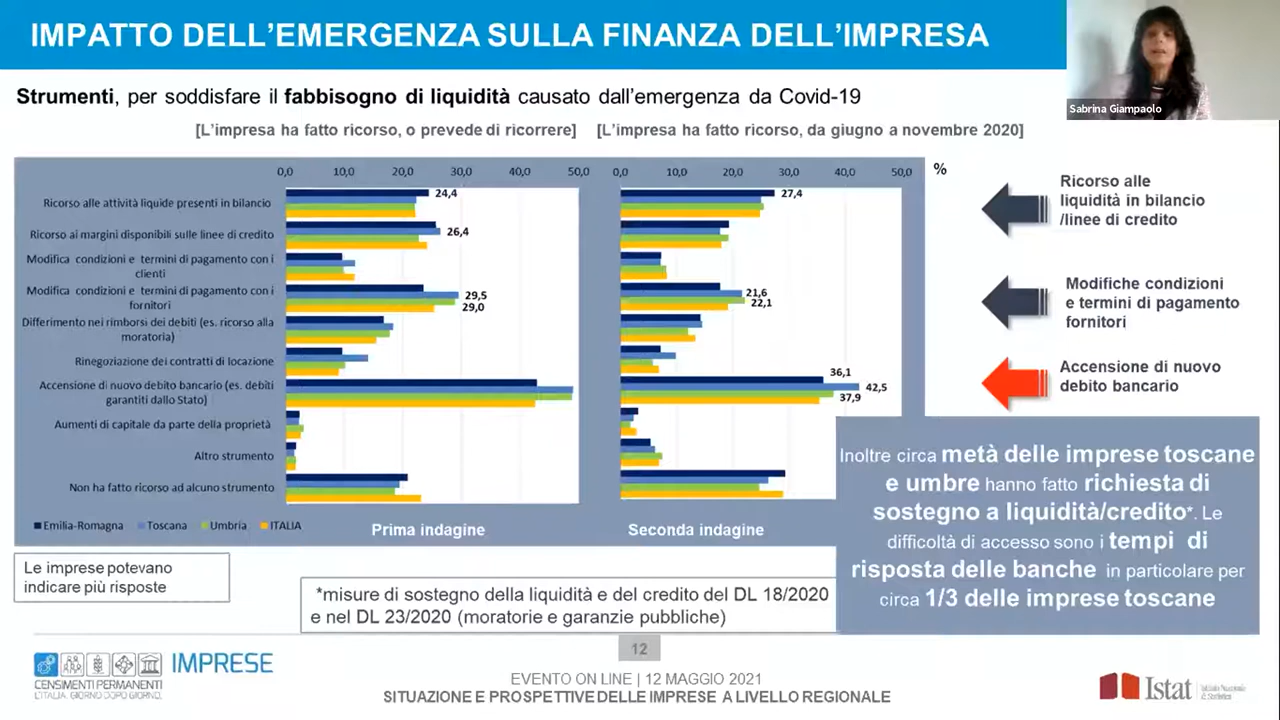 IMPATTO DELL'EMERGENZA SULLA FINANZA DELL'IMPRESA
Sabrina Giampaolo
Strumenti, per soddisfare il fabbisogno di liquidità causato dall'emergenza da Covid-19
[L'impresa ha fatto ricorso, o prevede di ricorrere]
[L'impresa ha fatto ricorso, da giugno a novembre 2020]
0,0 10,0 20,0 30,0 40,0 50,0
0,0 10,0 20,0 30,0 40,0 50,0
%
Ricorso alle attività liquide presenti in bilancio
24,4
27,4
Ricorso ai margini disponibili sulle linee di credito
26,4
Modifica condizioni e termini di pagamento con i
clienti
Modifica condizioni e termini di pagamento con i
fornitori
29,5
29,0
21,6
22,1
Differimento nei rimborsi dei debiti (es. ricorso alla
moratoria)
Rinegoziazione dei contratti di locazione
Accensione di nuovo debito bancario (es. debiti
garantiti dallo Stato)
36,1
42,5
37,9
Aumenti di capitale da parte della proprietà
Altro strumento
Non ha fatto ricorso ad alcuno strumento
Emilia-Romagna Toscana Umbria ITALIA
Prima indagine
Seconda indagine
Ricorso alle
liquidità in bilancio
/linee di credito
Modifiche condizioni
e termini di pagamento
fornitori
Accensione di nuovo
debito bancario
Inoltre circa metà delle imprese toscane
e umbre hanno fatto richiesta di
sostegno a liquidità/credito*. Le
difficoltà di accesso sono i tempi di
risposta delle banche in particolare per
circa 1/3 delle imprese toscane
Le imprese potevano
indicare più risposte
*misure di sostegno della liquidità e del credito del DL 18/2020
e nel DL 23/2020 (moratorie e garanzie pubbliche)
12
IMPRESE
CENSIMENTI PERMANENTI
L'ITALIA. GIORNO DOPO GIORNO.
EVENTO ON LINE | 12 MAGGIO 2021
SITUAZIONE E PROSPETTIVE DELLE IMPRESE A LIVELLO REGIONALE
Istat
Istituto Nazionale
di Statistica